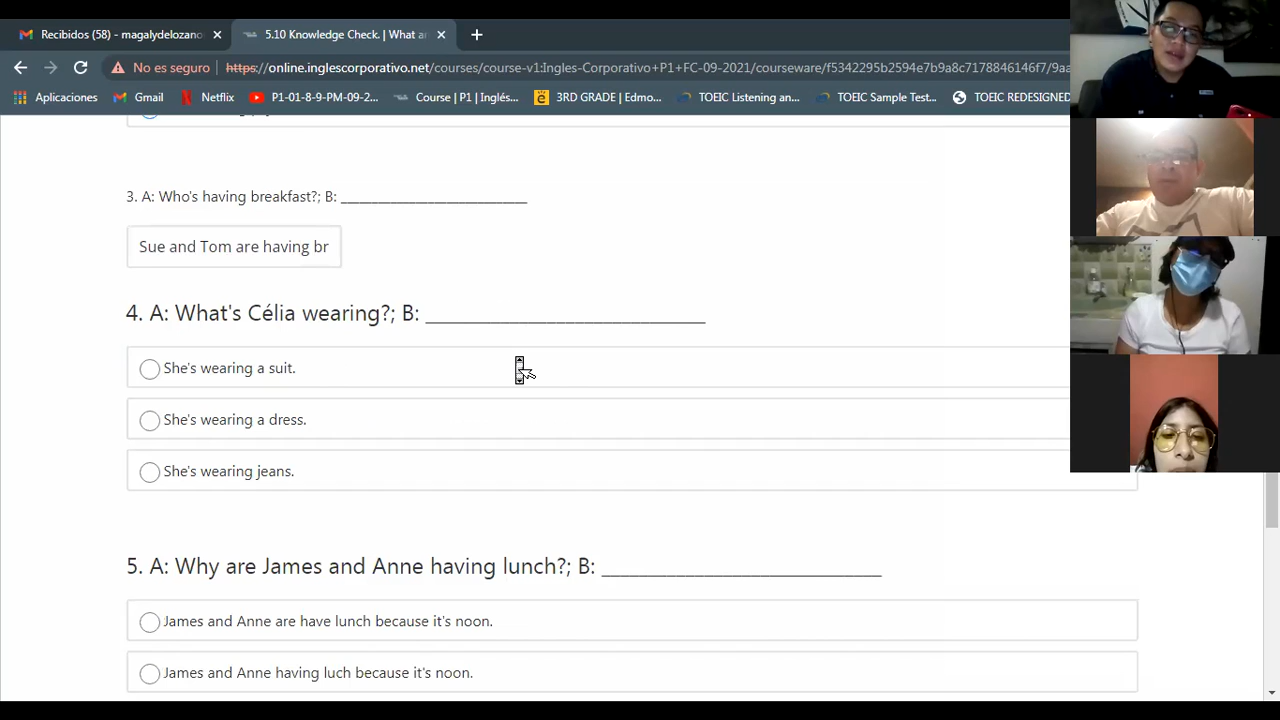 Recibidos (58) - magalydelozano
5.10 Knowledge Check. | What a
No es seguro
https://online.inglescorporativo.net/courses/course-v1:Ingles-Corporativo+P1+FC-09-2021/courseware/f5342295b2594e7b9a8c7178846146f7/9aa
Aplicaciones
Gmail
Netflix
P1-01-8-9-PM-09-2...
Course | P1 | Inglés...
3RD GRADE | Edmo...
TOEIC Listening an...
TOEIC Sample Test...
TOEIC REDESIGNED
3. A: Who's having breakfast?; B: ________________________
Sue and Tom are having br
4. A: What's Célia wearing?; B: ________________________
She's wearing a suit.
She's wearing a dress.
She's wearing jeans.
5. A: Why are James and Anne having lunch?; B: ________________________
James and Anne are have lunch because it's noon.
James and Anne having luch because it's noon.